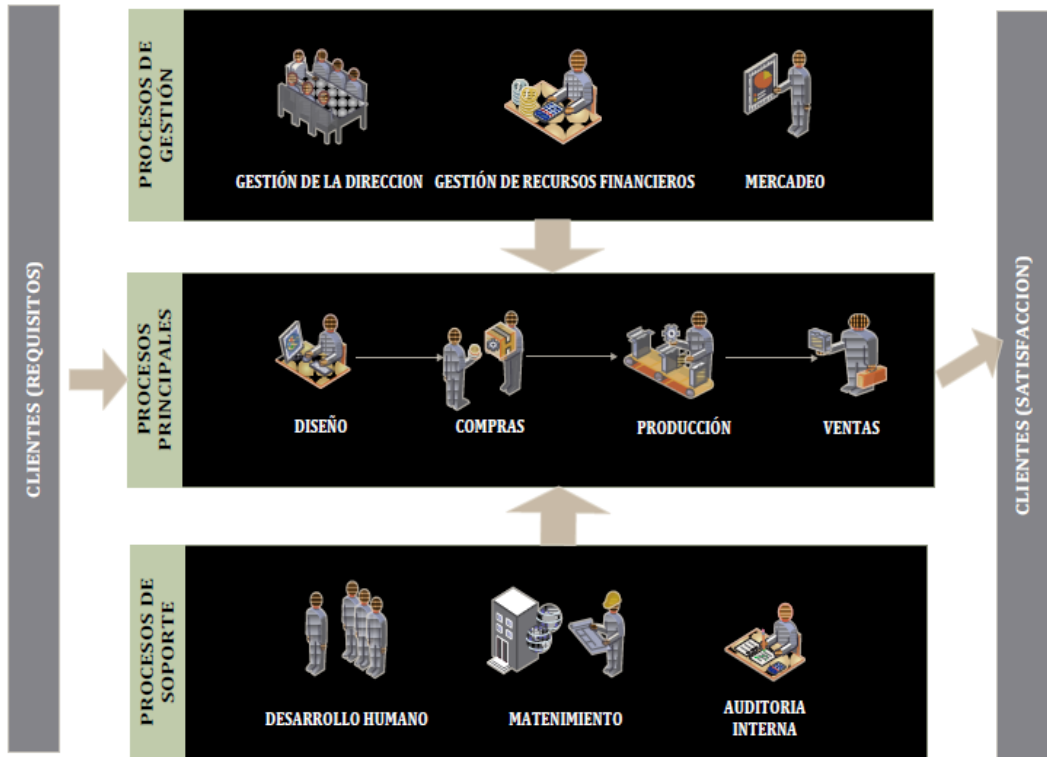 CLIENTES (REQUISITOS)
PROCESOS DE
GESTIÓN
GESTIÓN DE LA DIRECCION
GESTIÓN DE RECURSOS FINANCIEROS
MERCADEO
PROCESOS
PRINCIPALES
DISEÑO
COMPRAS
PRODUCCIÓN
VENTAS
PROCESOS DE
SOPORTE
DESARROLLO HUMANO
MATENIMIENTO
AUDITORIA
INTERNA
CLIENTES (SATISFACCION)